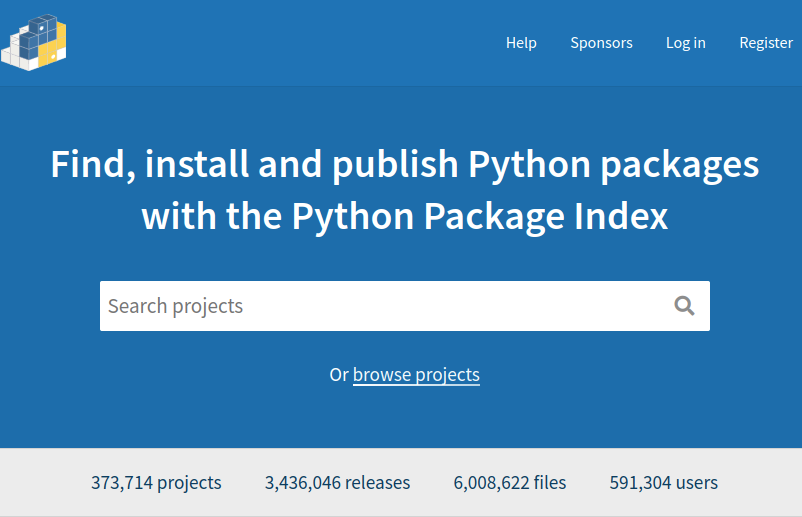 Help Sponsors Log in Register
Find, install and publish Python packages
with the Python Package Index
Search projects
Or browse projects
373,714 projects 3,436,046 releases 6,008,622 files 591,304 users